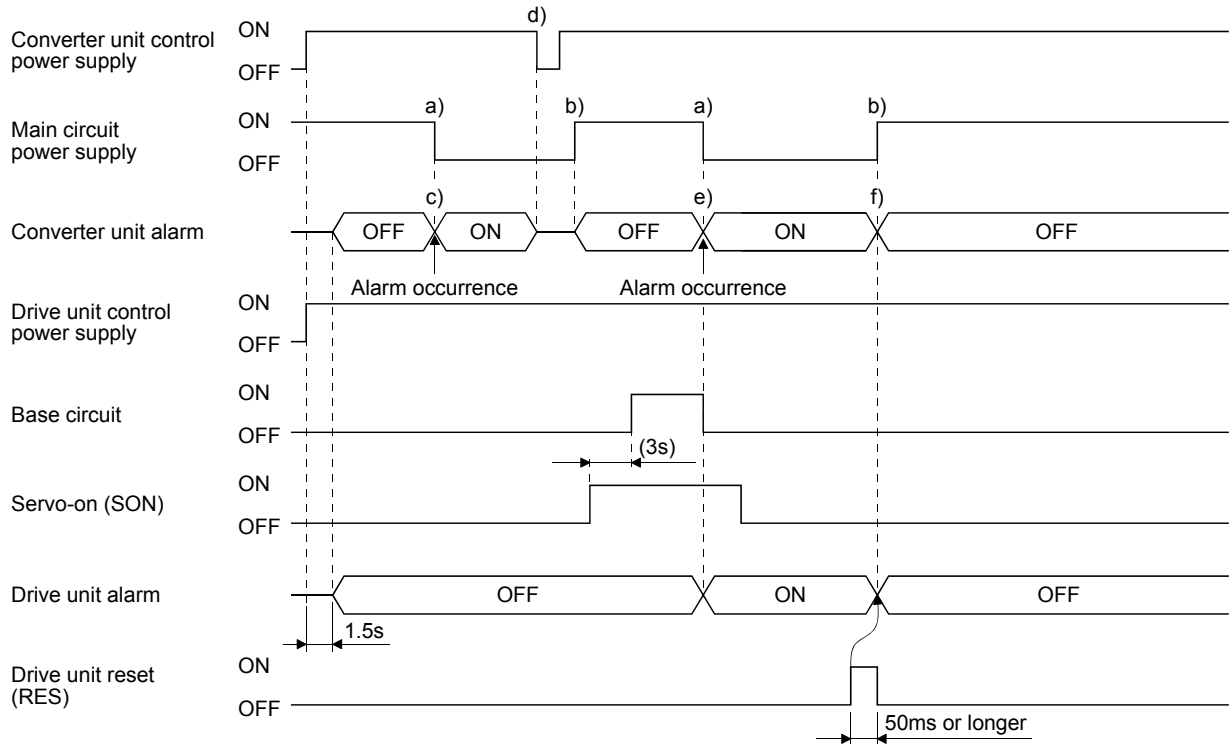 d)
Converter unit control
power supply
ON
OFF
a)
b)
a)
b)
Main circuit
power supply
ON
OFF
c)
e)
f)
Converter unit alarm
OFF
ON
OFF
ON
OFF
Alarm occurrence
Alarm occurrence
Drive unit control
power supply
ON
OFF
Base circuit
ON
OFF
(3s)
Servo-on (SON)
ON
OFF
Drive unit alarm
OFF
ON
OFF
1.5s
Drive unit reset
(RES)
ON
OFF
50ms or longer